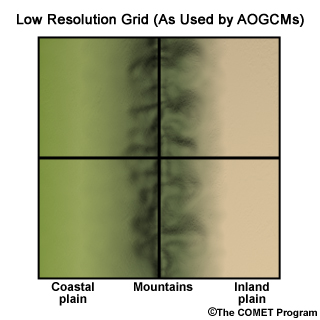 Low Resolution Grid (As Used by AOGCMs)
Coastal plain
Mountains
Inland plain
©The COMET Program